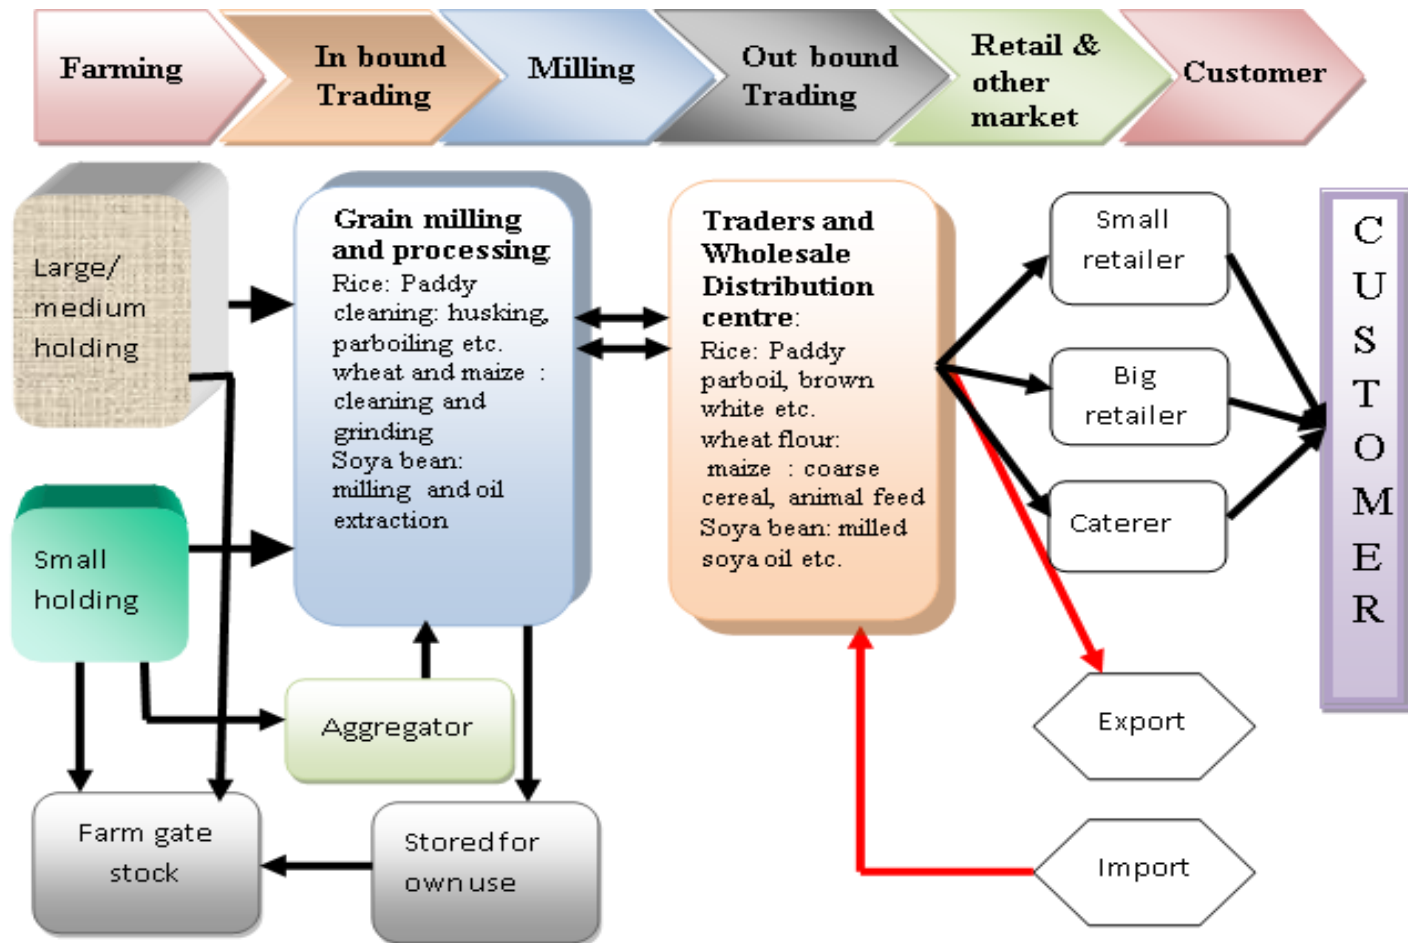 Farming
In bound
Trading
Milling
Out bound
Trading
Retail &
other
market
Customer
Large/
medium
holding
Small
holding
Grain milling
and processing
Rice: Paddy
cleaning: husking,
parboiling etc.
wheat and maize :
cleaning and
grinding
Soya bean:
milling and oil
extraction
Aggregator
Farm gate
stock
Stored for
own use
Traders and
Wholesale
Distribution
centre:
Rice: Paddy
parboil, brown
white etc.
wheat flour:
maize : coarse
cereal, animal feed
Soya bean: milled
soya oil etc.
Small
retailer
Big
retailer
Caterer
Export
Import
C
U
S
T
O
M
E
R